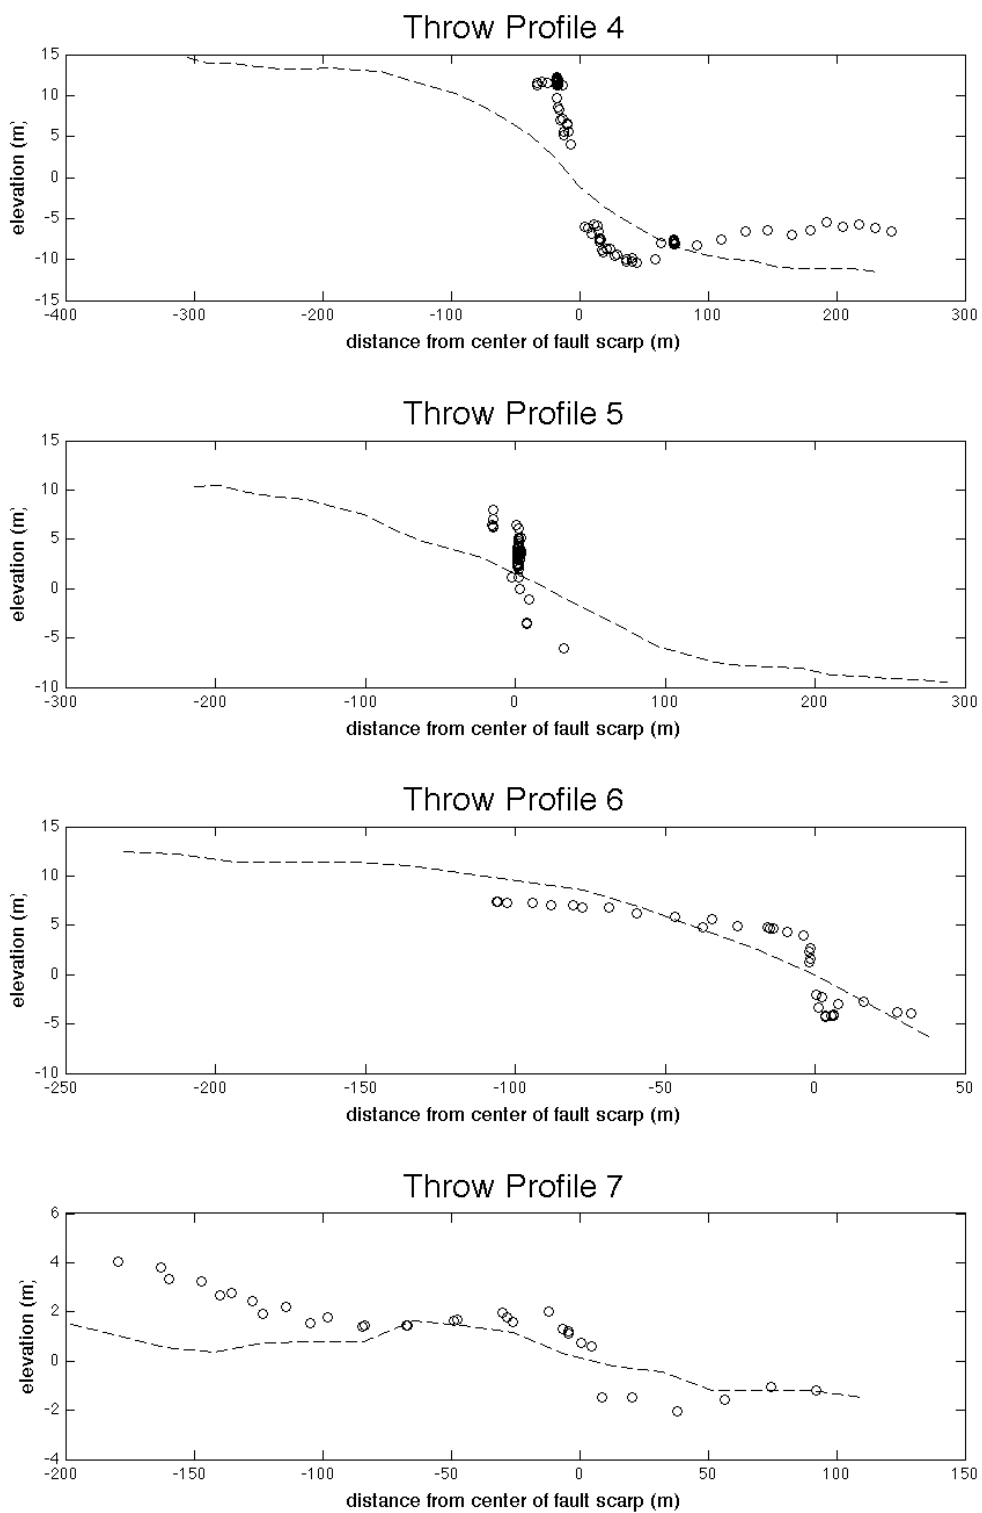 Throw Profile 4
15
10
5
0
-5
-10
-15
elevation (m)
-400 -300 -200 -100 0 100 200 300
distance from center of fault scarp (m)
Throw Profile 5
15
10
5
0
-5
-10
elevation (m)
-300 -200 -100 0 100 200 300
distance from center of fault scarp (m)
Throw Profile 6
15
10
5
0
-5
-10
elevation (m)
-250 -200 -150 -100 -50 0 50
distance from center of fault scarp (m)
Throw Profile 7
6
4
2
0
-2
-4
elevation (m)
-200 -150 -100 -50 0 50 100 150
distance from center of fault scarp (m)